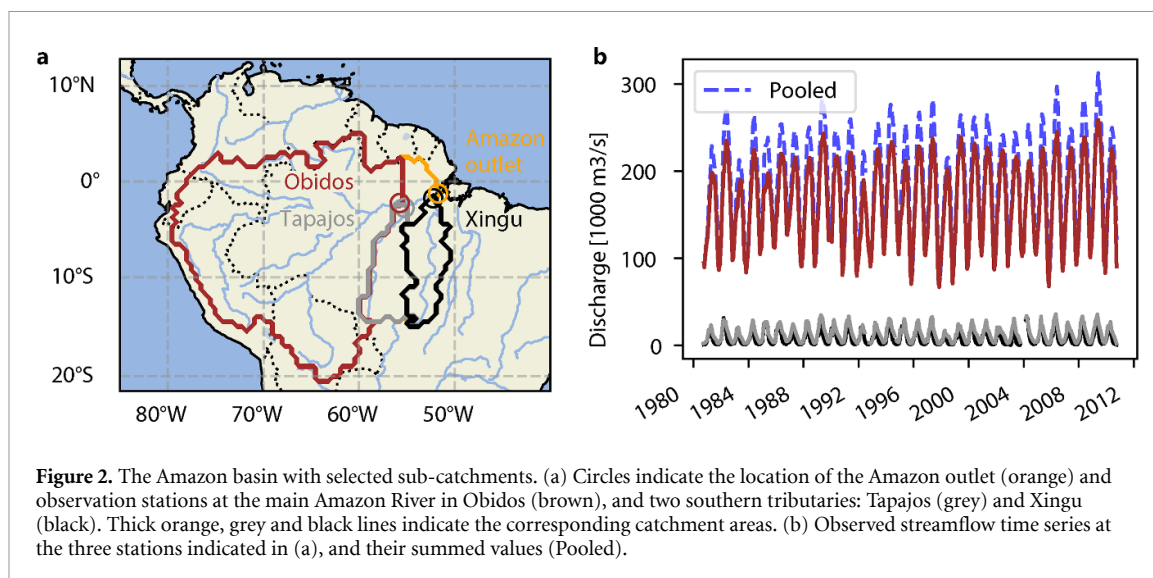 a
10°N
0°
10°S
20°S
80°W 70°W 60°W 50°W
Amazon
outlet
Obidos
Tapajos
Xingu
b
Discharge [1000 m3/s]
300
200
100
0
Pooled
1980 1984 1988 1992 1996 2000 2004 2008 2012
Figure 2. The Amazon basin with selected sub-catchments. (a) Circles indicate the location of the Amazon outlet (orange) and
observation stations at the main Amazon River in Obidos (brown), and two southern tributaries: Tapajos (grey) and Xingu
(black). Thick orange, grey and black lines indicate the corresponding catchment areas. (b) Observed streamflow time series at
the three stations indicated in (a), and their summed values (Pooled).